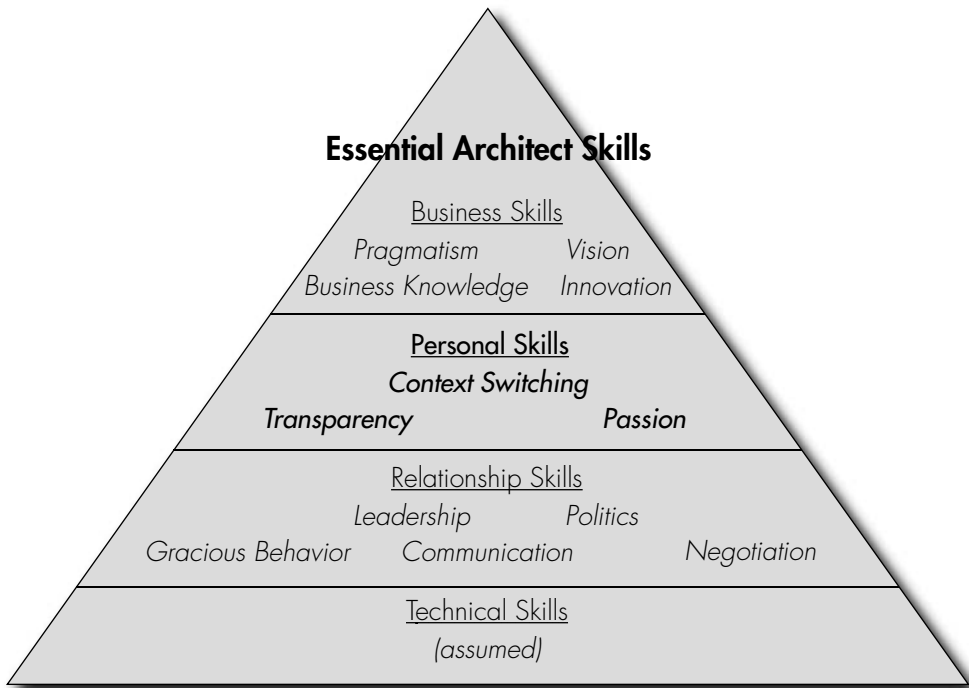 Essential Architect Skills
Business Skills
Pragmatism Vision
Business Knowledge Innovation
Personal Skills
Context Switching
Transparency Passion
Relationship Skills
Leadership Politics
Gracious Behavior Communication Negotiation
Technical Skills
(assumed)